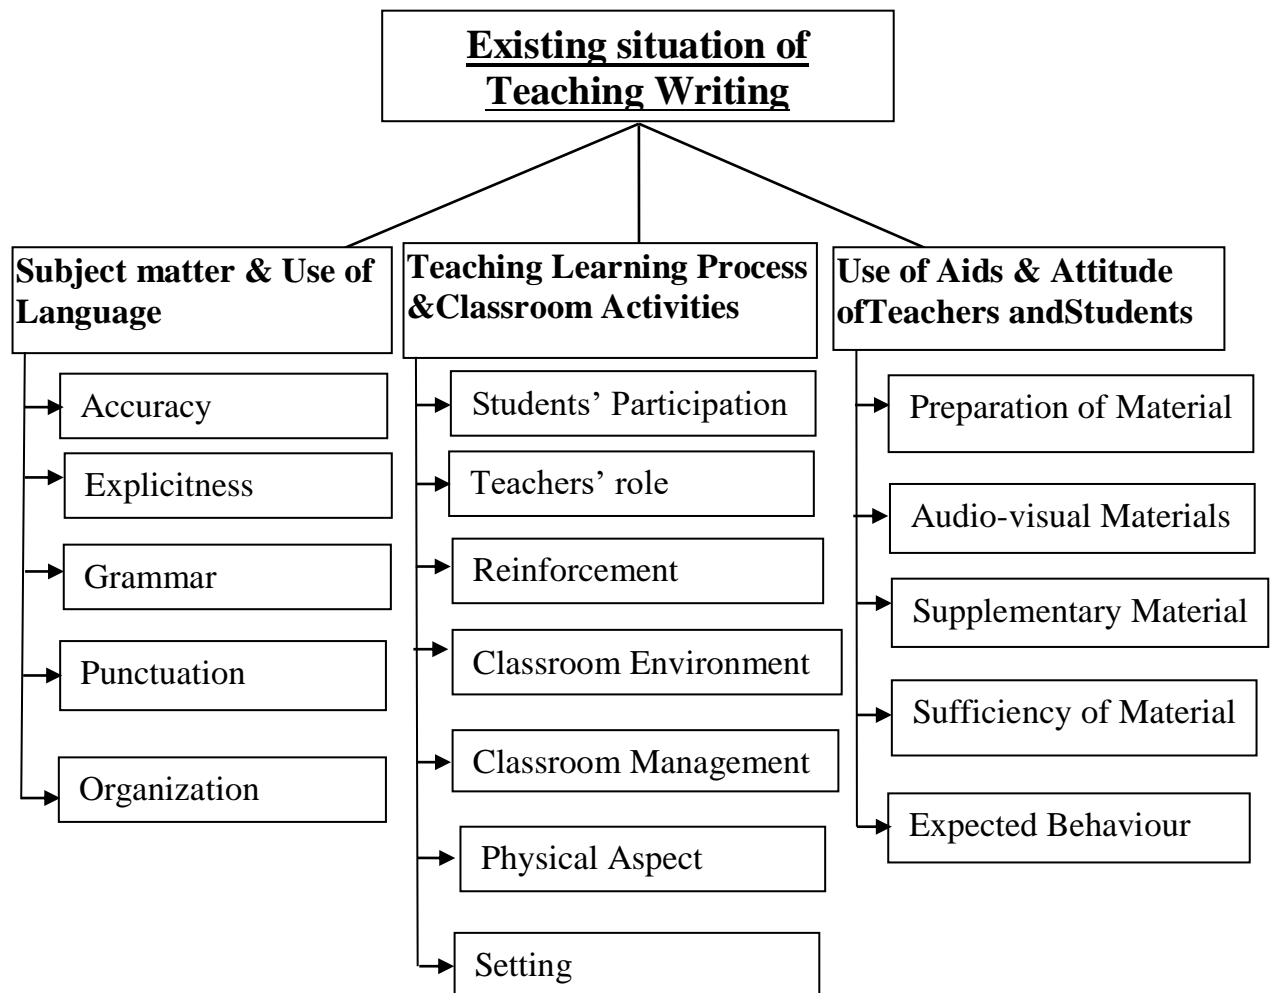 Existing situation of
Teaching Writing
Subject matter & Use of
Language
Accuracy
Explicitness
Grammar
Punctuation
Organization
Teaching Learning Process
&Classroom Activities
Students’ Participation
Teachers’ role
Reinforcement
Classroom Environment
Classroom Management
Physical Aspect
Setting
Use of Aids & Attitude
ofTeachers andStudents
Preparation of Material
Audio-visual Materials
Supplementary Material
Sufficiency of Material
Expected Behaviour